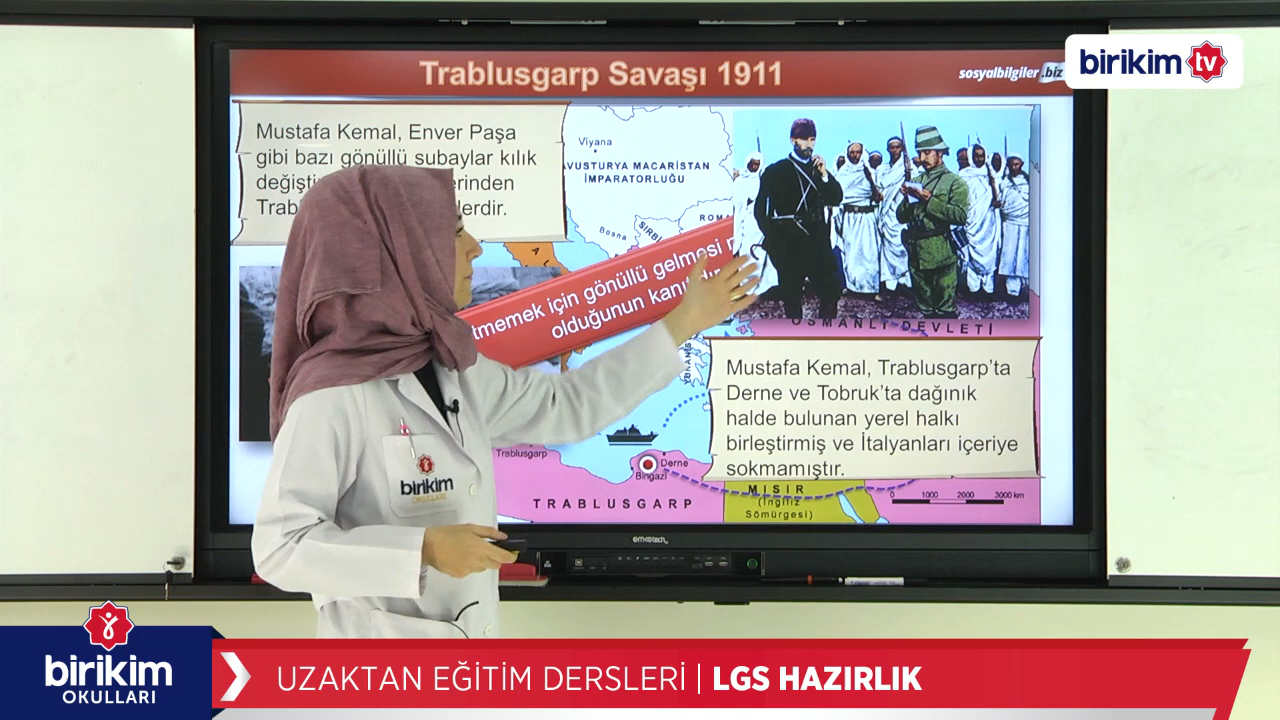 Trablusgarp Savaşı 1911
sosyalbilgiler.biz
birikim tv
Mustafa Kemal, Enver Paşa
gibi bazı gönüllü subaylar kılık
erinden
lerdir.
Viyana
AVUSTURYA MACARİSTAN
İMPARATORLUĞU
Bosna
için gönüllü gelmesi
olduğunun
OSMANLI DEVLETİ
Mustafa Kemal, Trablusgarp'ta
Derne ve Tobruk'ta dağınık
halde bulunan yerel halkı
birleştirmiş ve İtalyanları içeriye
sokmamıştır.
Trablusgarp
Derne
Bingazi
TRABLUSGARP
MISIR
(İngiliz
Sömürgesi)
0 1000 2000 3000 km
birikim
OKULLARI
birikim
OKULLARI
UZAKTAN EĞİTİM DERSLERİ | LGS HAZIRLIK